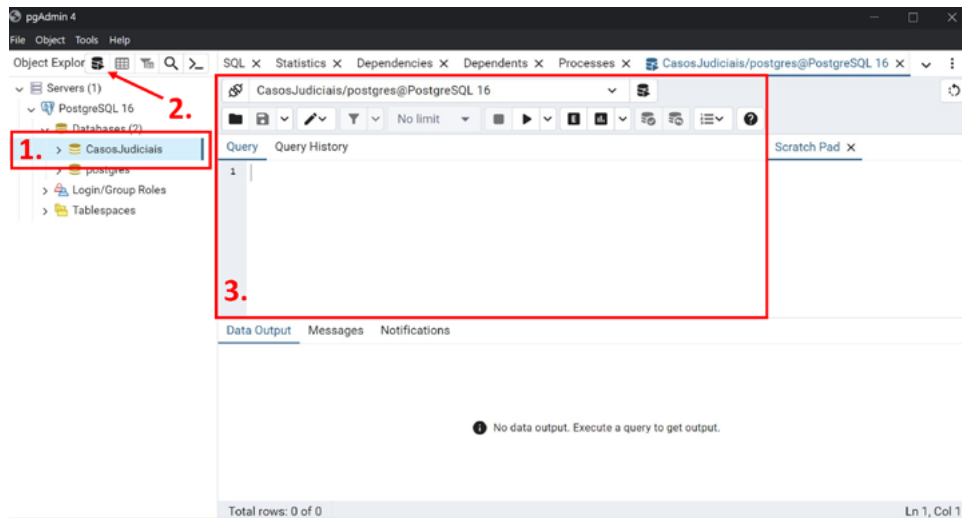 pgAdmin 4
File Object Tools Help
Object Explor
SQL Statistics Dependencies Dependents Processes CasosJudiciais/postgres@PostgreSQL 16
Servers (1)
PostgreSQL 16
2.
Databases (2)
1.
CasosJudiciais
postgres
Login/Group Roles
Tablespaces
CasosJudiciais/postgres@PostgreSQL 16
No limit
Query Query History
Scratch Pad
1
3.
Data Output Messages Notifications
No data output. Execute a query to get output.
Total rows: 0 of 0
Ln 1, Col 1